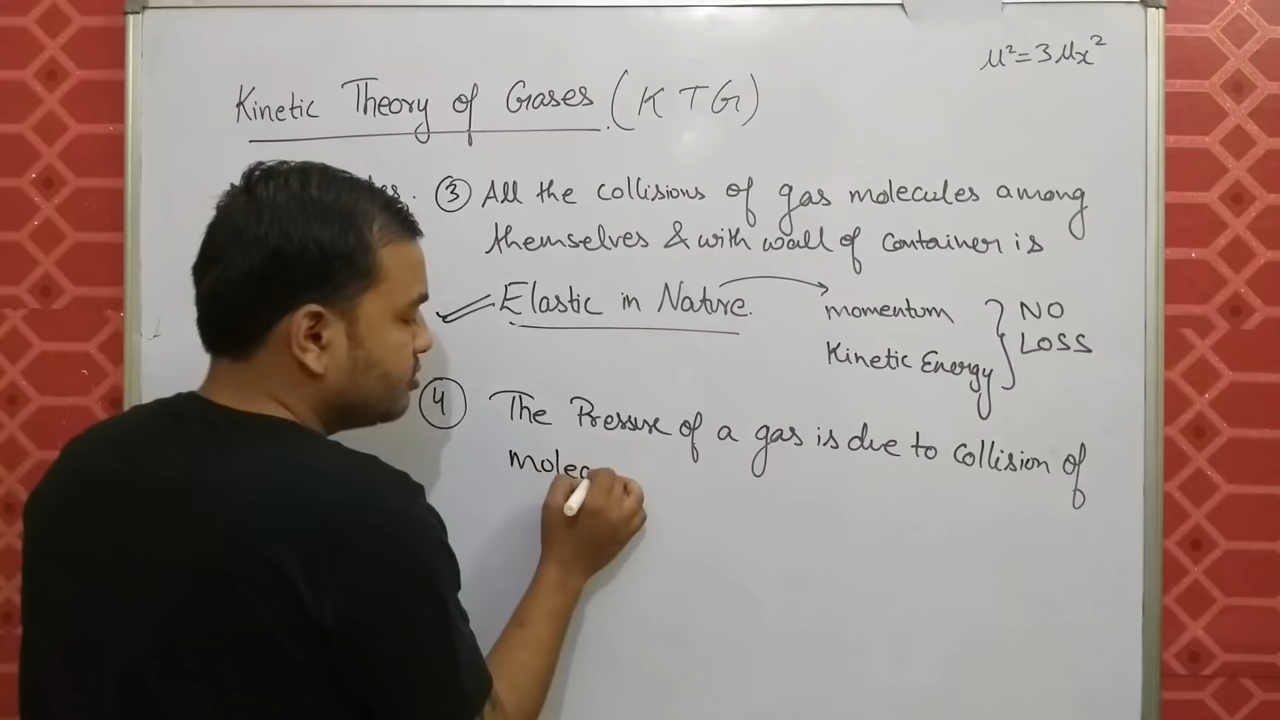 μ²=3μx²
Kinetic Theory of Gases (KTG)
③ All the collisions of gas molecules among
themselves & with wall of container is
Elastic in Nature. → momentum } NO
Kinetic Energy } LOSS
④ The Pressure of a gas is due to Collision of